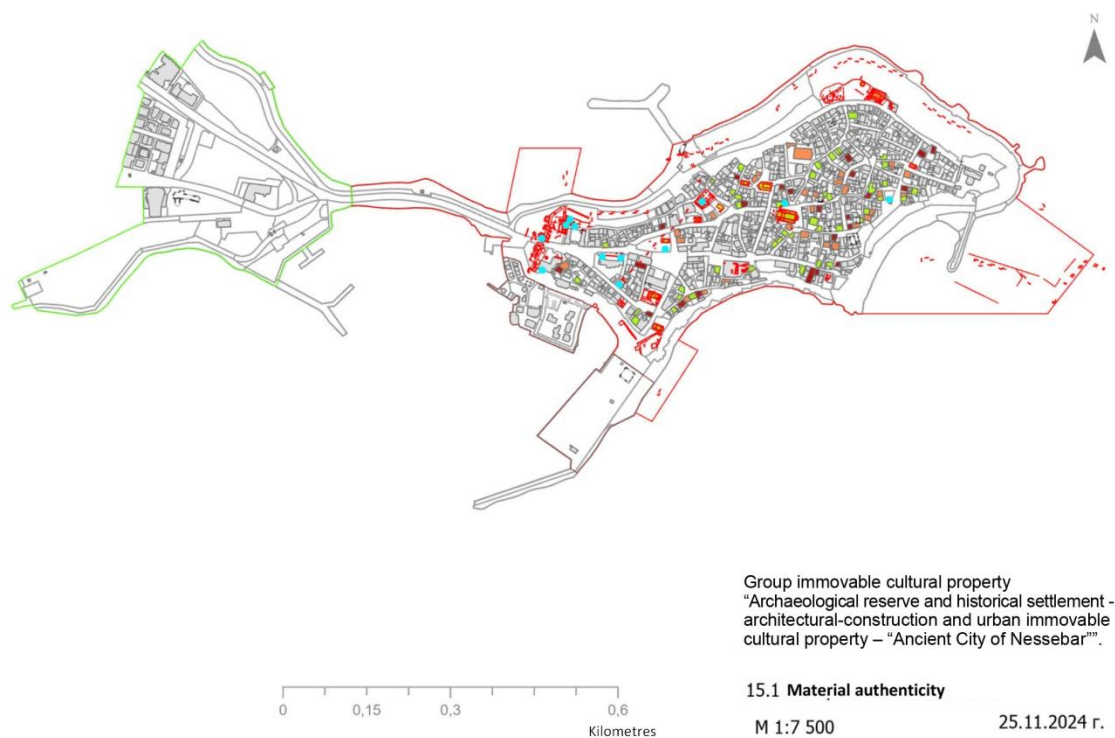 N
Group immovable cultural property
“Archaeological reserve and historical settlement -
architectural-construction and urban immovable
cultural property – “Ancient City of Nessebar””.
15.1 Material authenticity
0 0,15 0,3 0,6
Kilometres
M 1:7 500
25.11.2024 г.